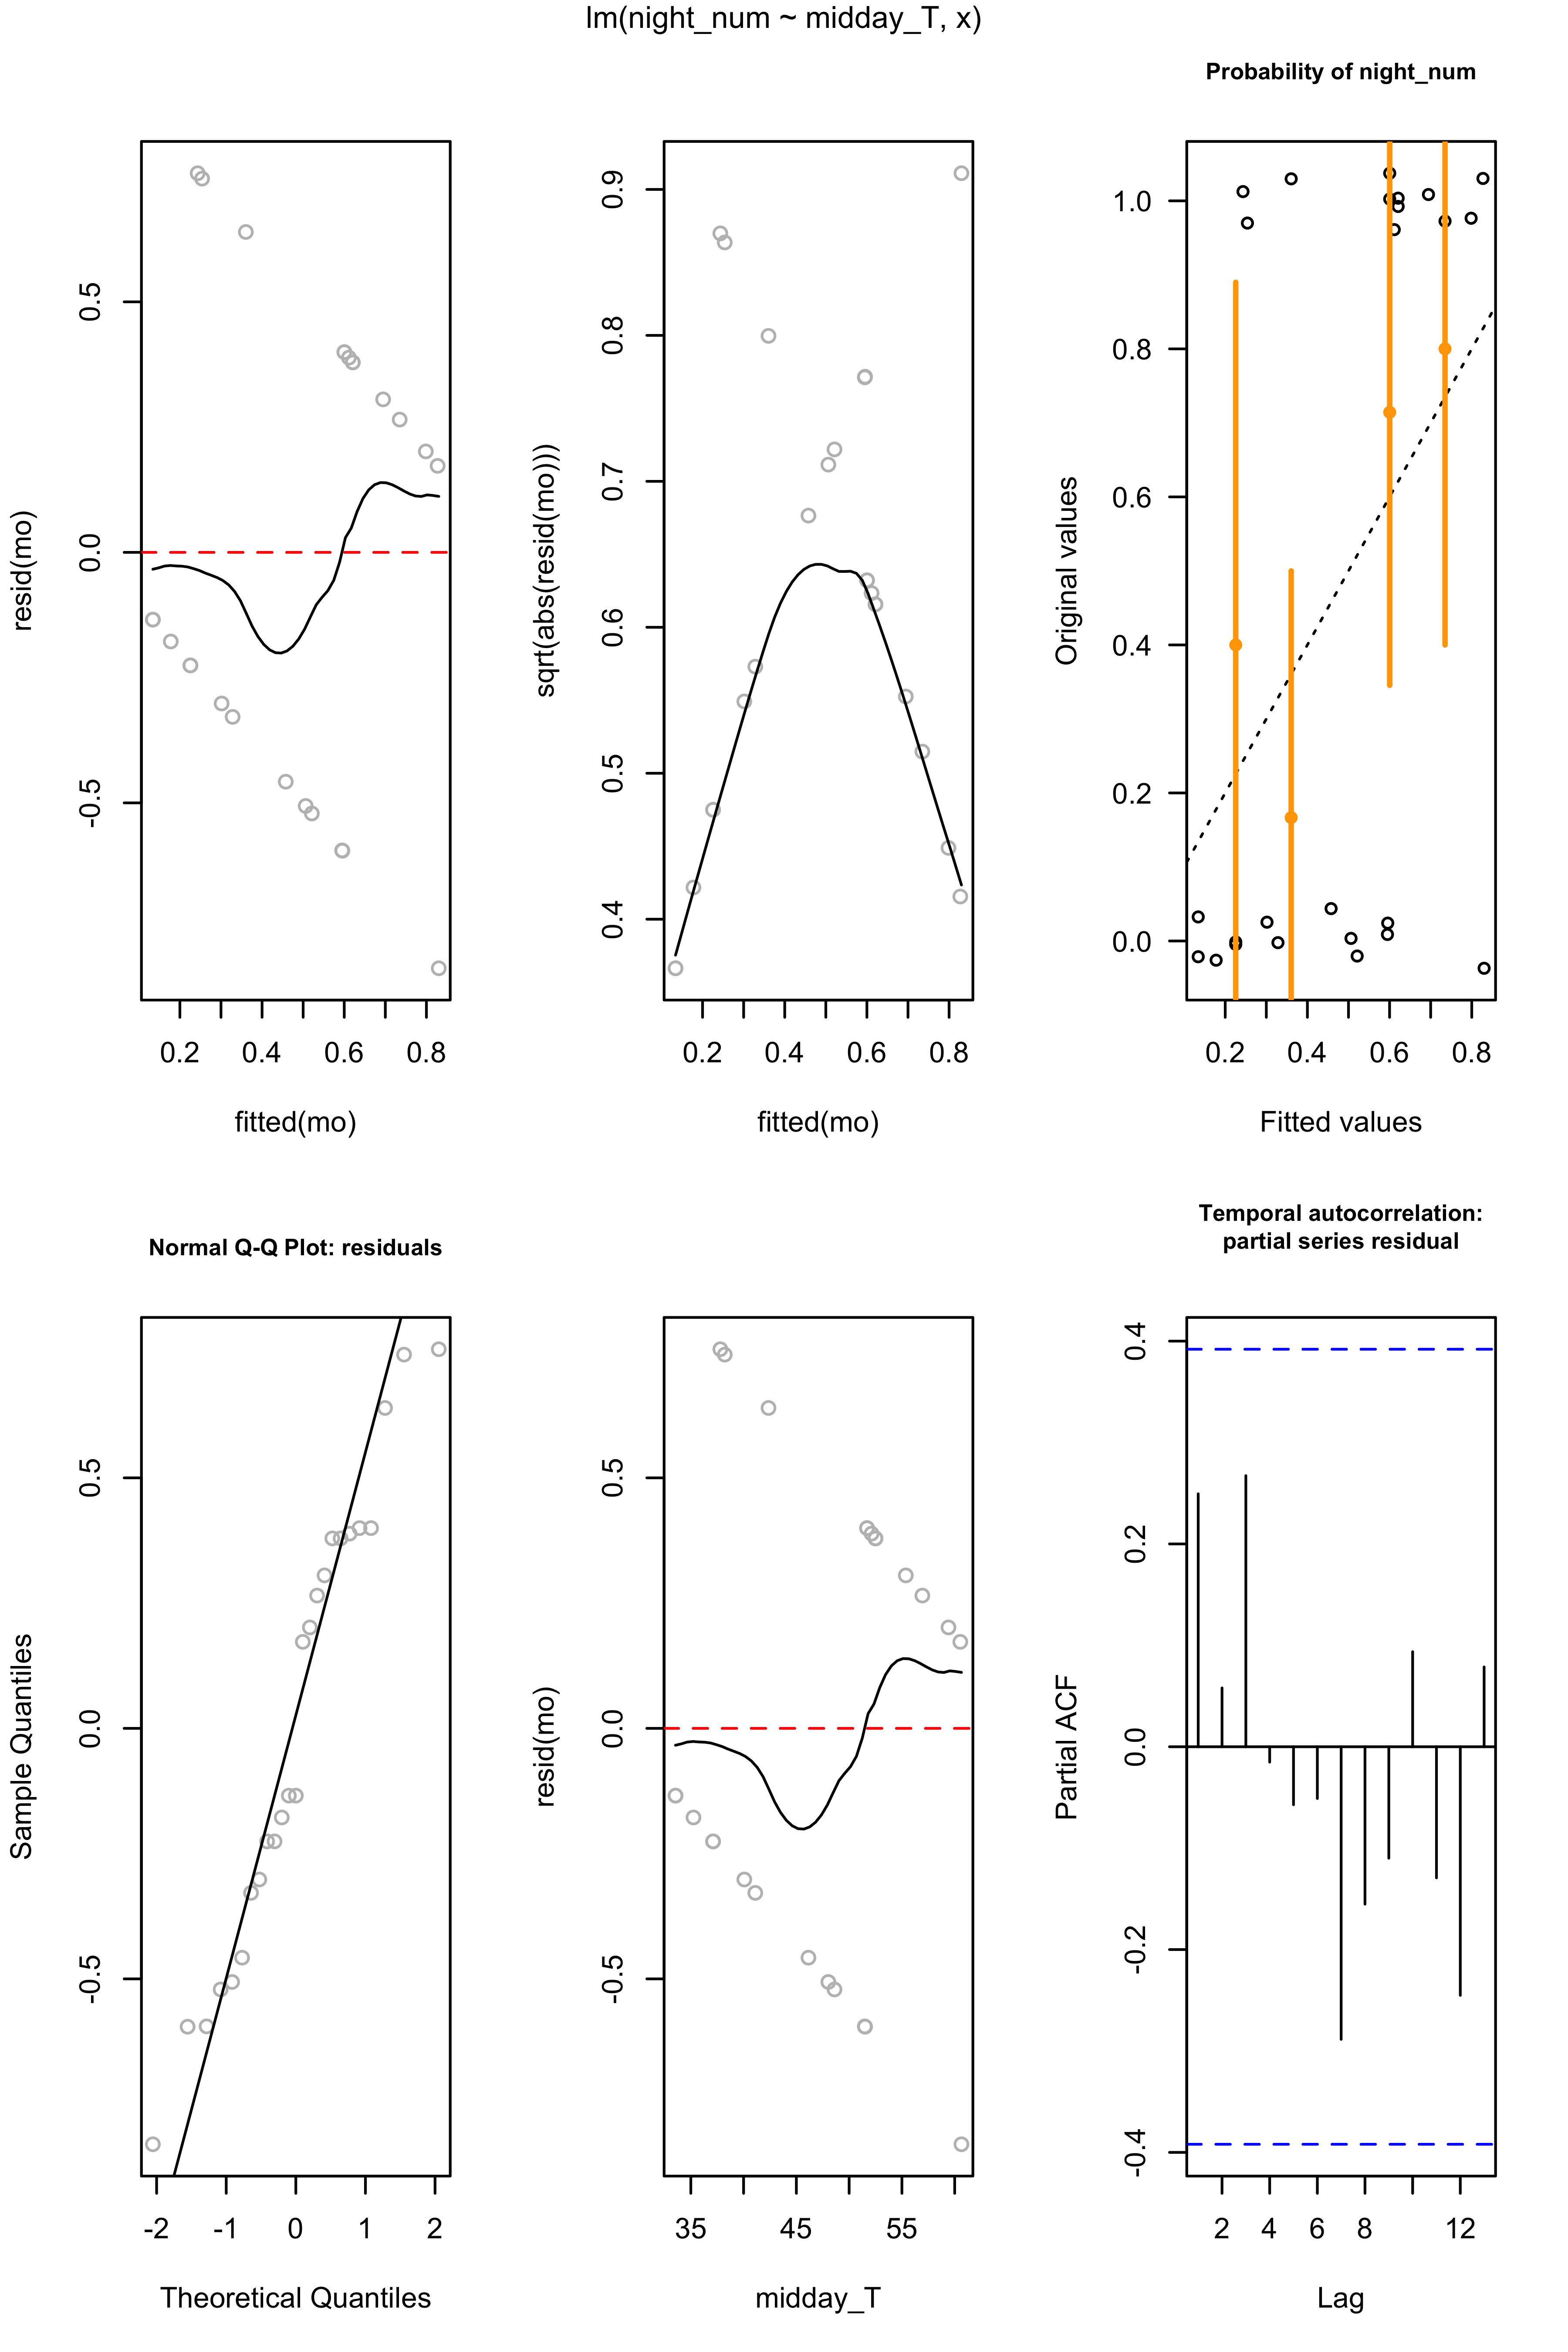 lm(night_num ~ midday_T, x)
resid(mo)
0.5
0.0
-0.5
0.2 0.4 0.6 0.8
fitted(mo)
sqrt(abs(resid(mo)))
0.9
0.8
0.7
0.6
0.5
0.4
0.2 0.4 0.6 0.8
fitted(mo)
Probability of night_num
Original values
1.0
0.8
0.6
0.4
0.2
0.0
0.2 0.4 0.6 0.8
Fitted values
Normal Q-Q Plot: residuals
Sample Quantiles
0.5
0.0
-0.5
-2 -1 0 1 2
Theoretical Quantiles
resid(mo)
0.5
0.0
-0.5
35 45 55
midday_T
Temporal autocorrelation:
partial series residual
Partial ACF
0.4
0.2
0.0
-0.2
-0.4
2 4 6 8 12
Lag